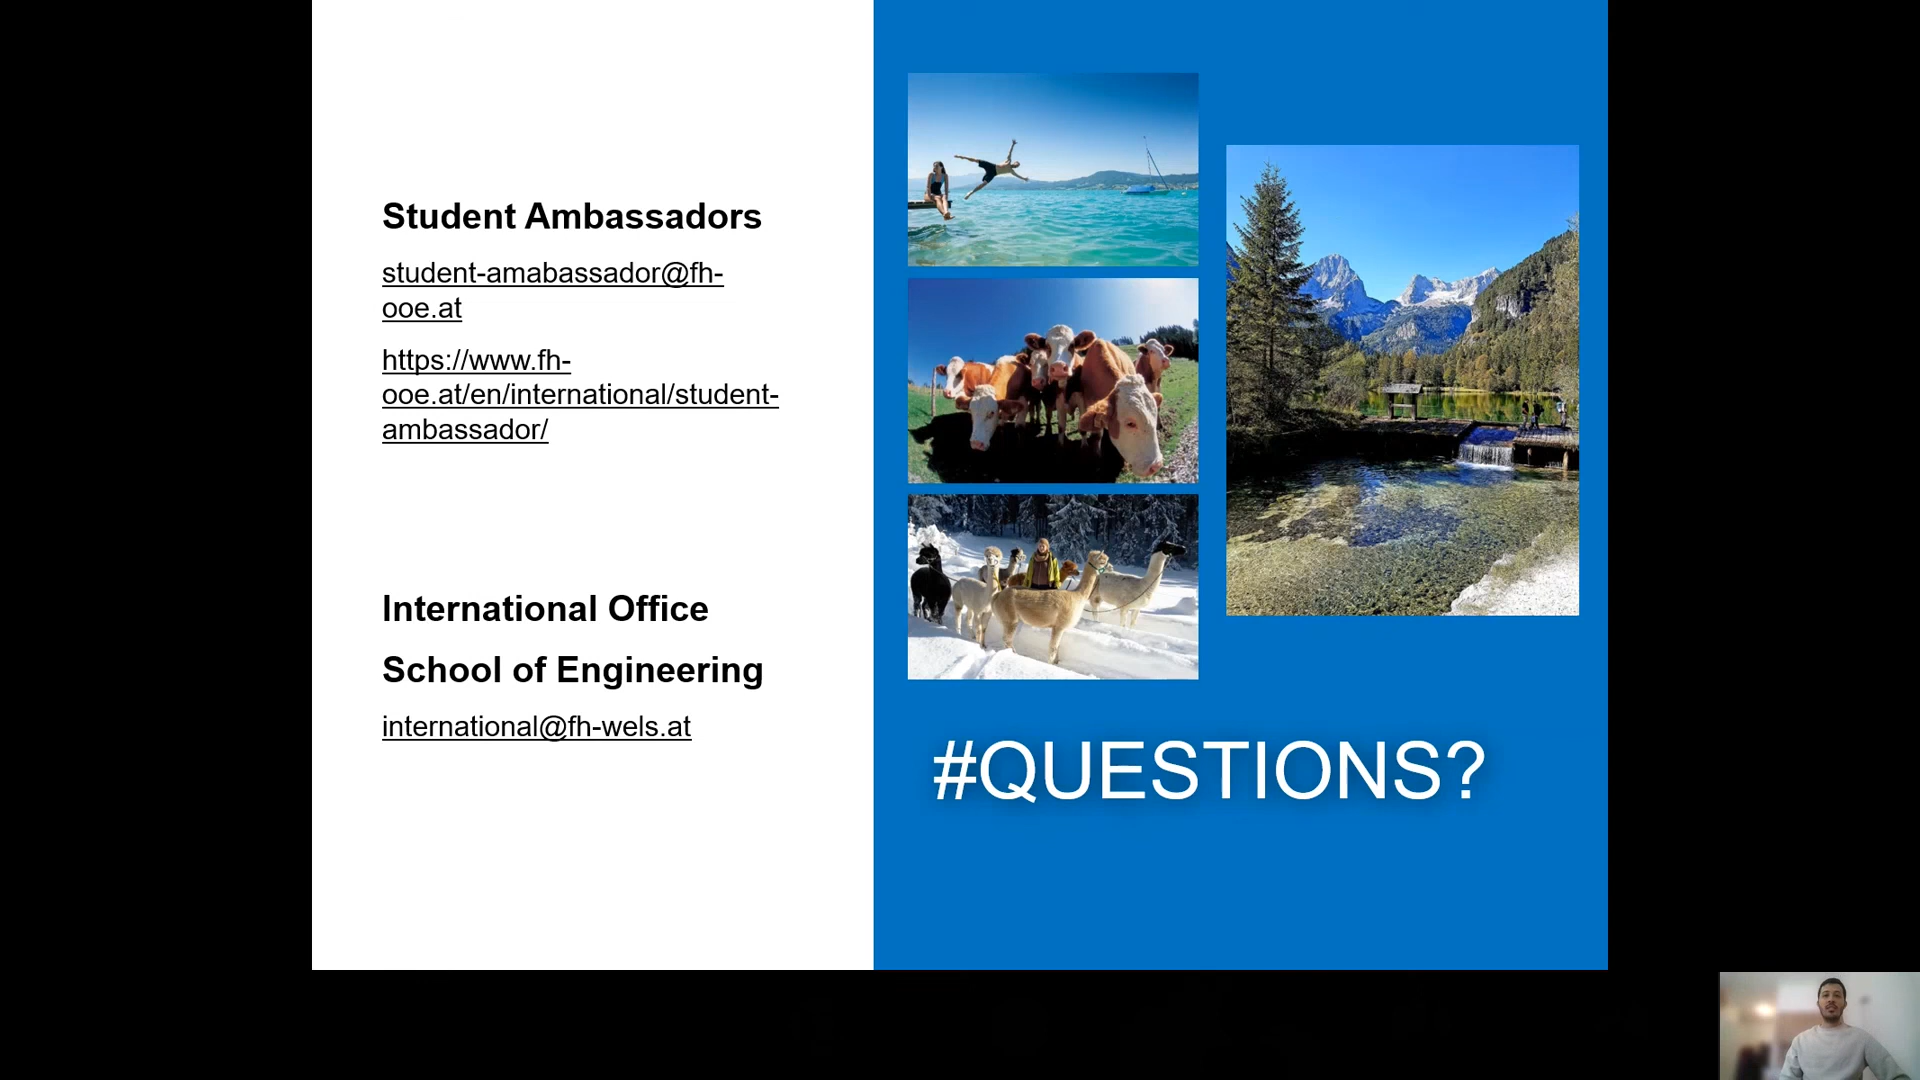 Student Ambassadors
student-amabassador@fh-
ooe.at
https://www.fh-
ooe.at/en/international/student-
ambassador/
International Office
School of Engineering
international@fh-wels.at
#QUESTIONS?